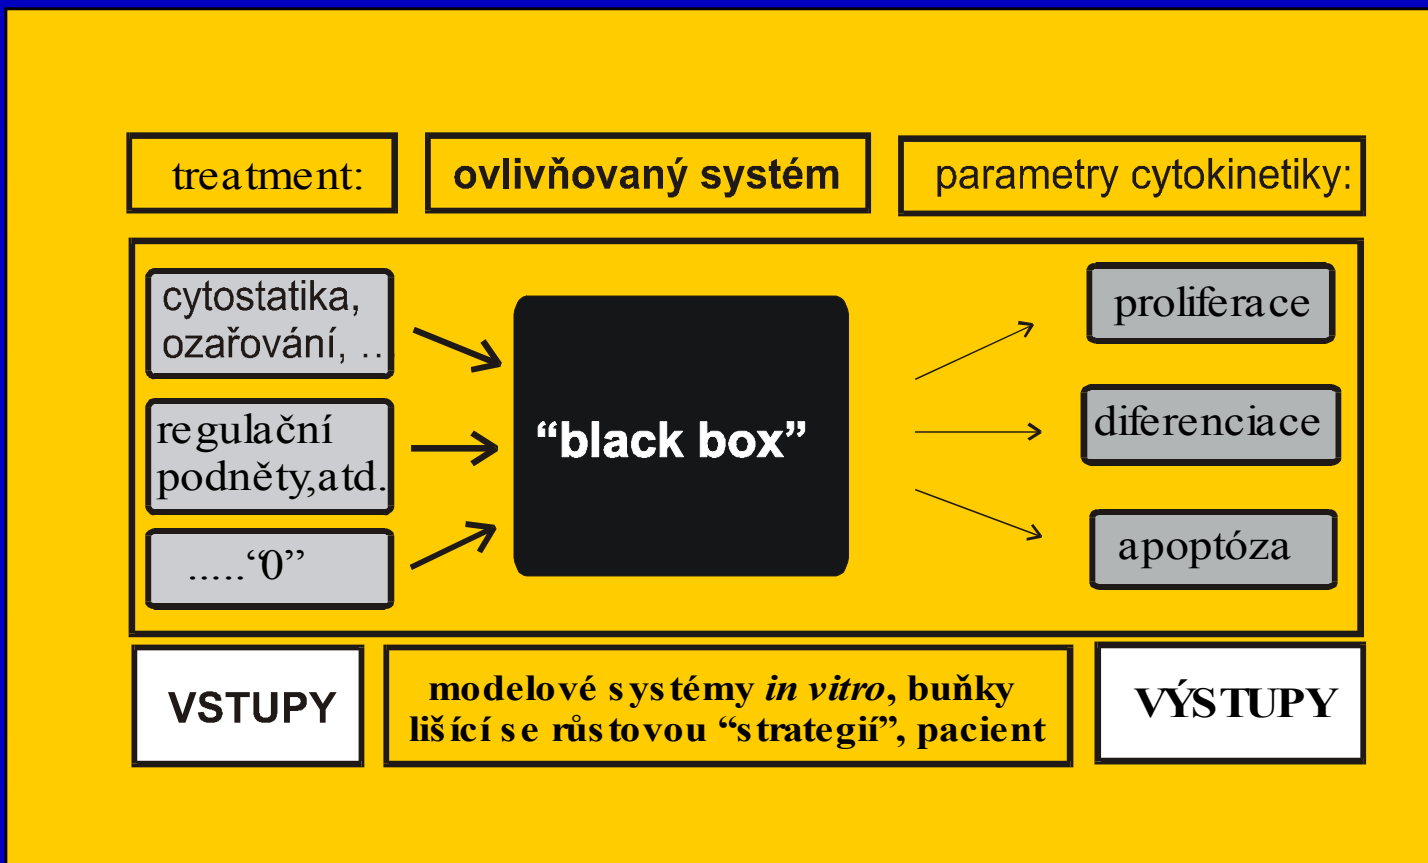 treatment:
ovlivňovaný systém
parametry cytokinetiky:
cytostatika,
ozařování, ..
regulační
podněty,atd.
.....“0”
“black box”
proliferace
diferenciace
apoptóza
VSTUPY
modelové systémy in vitro, buňky
lišící se růstovou “strategií”, pacient
VÝSTUPY